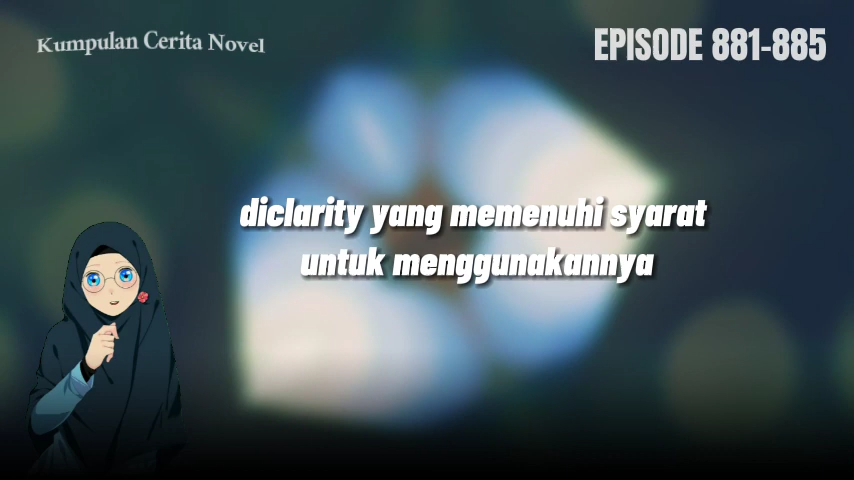 Kumpulan Cerita Novel
EPISODE 881-885
diclarity yang memenuhi syarat
untuk menggunakannya